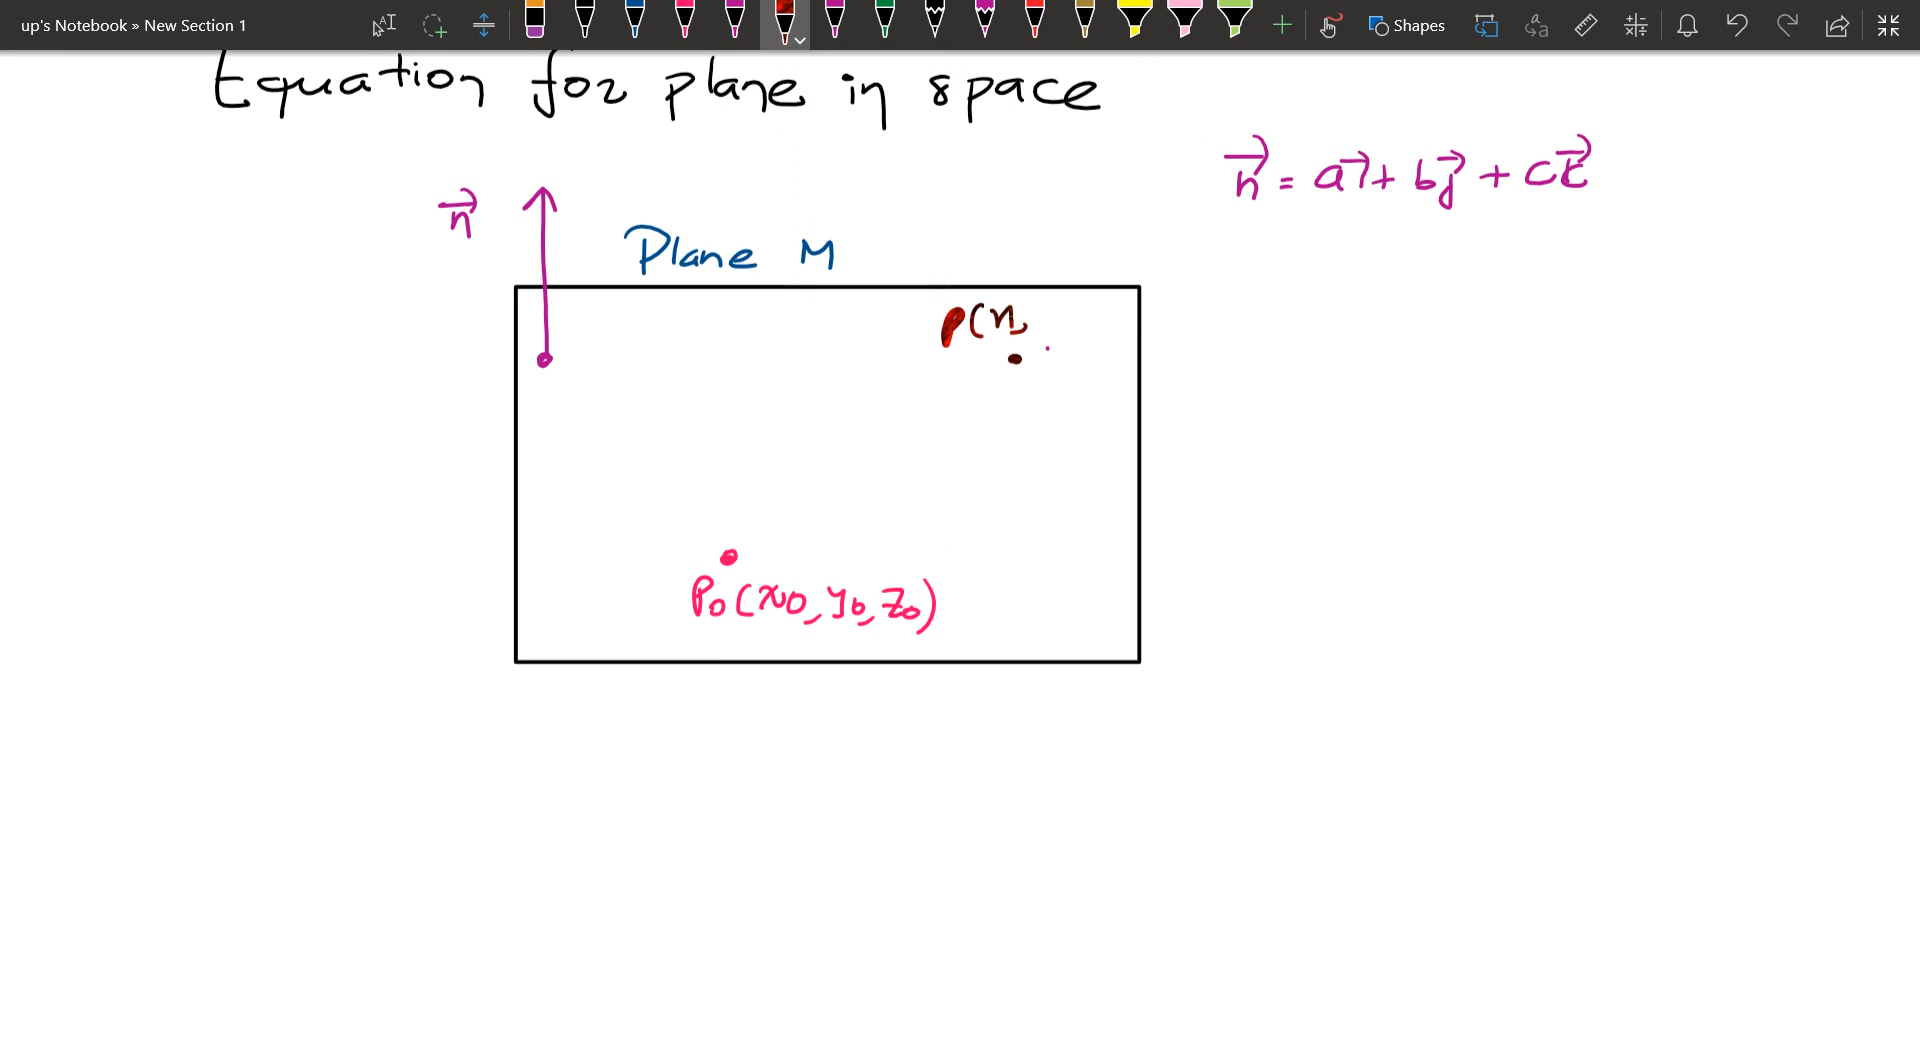 up's Notebook » New Section 1
Shapes
Equation for plane in space
n⃗ = ai⃗ + bj⃗ + ck⃗
n⃗
Plane M
P(x,
P₀(x₀, y₀, z₀)